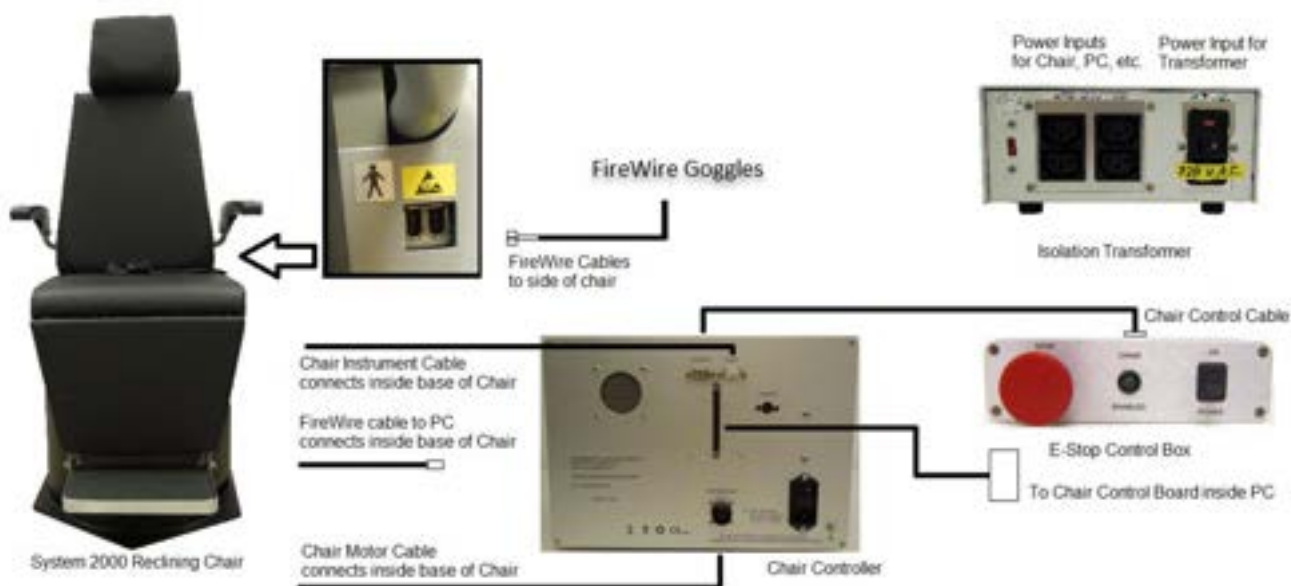 Power Inputs
for Chair, PC, etc.
Power Input for
Transformer
FireWire Goggles
Isolation Transformer
FireWire Cables
to side of chair
Chair Control Cable
Chair Instrument Cable
connects inside base of Chair
FireWire cable to PC
connects inside base of Chair
E-Stop Control Box
To Chair Control Board inside PC
System 2000 Reclining Chair
Chair Motor Cable
connects inside base of Chair
Chair Controller